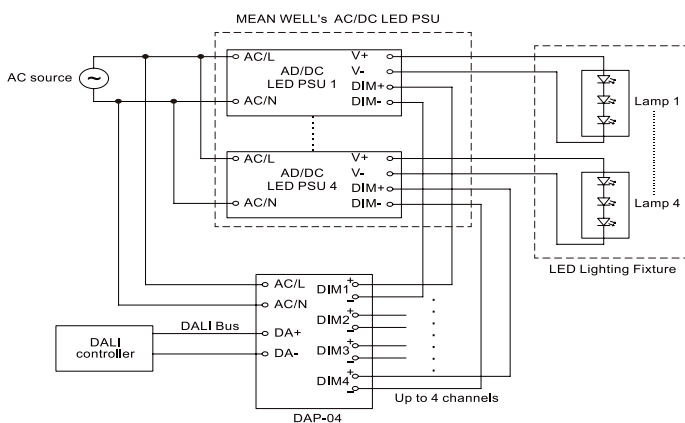 MEAN WELL's AC/DC LED PSU
AC source
~
AC/L
AC/N
AD/DC
LED PSU 1
V+
V-
DIM+
DIM-
AC/L
AC/N
AD/DC
LED PSU 4
V+
V-
DIM+
DIM-
Lamp 1
Lamp 4
LED Lighting Fixture
AC/L
AC/N
DA+
DA-
DIM1
+
-
DIM2
+
-
DIM3
+
-
DIM4
+
-
DALI Bus
DALI
controller
Up to 4 channels
DAP-04